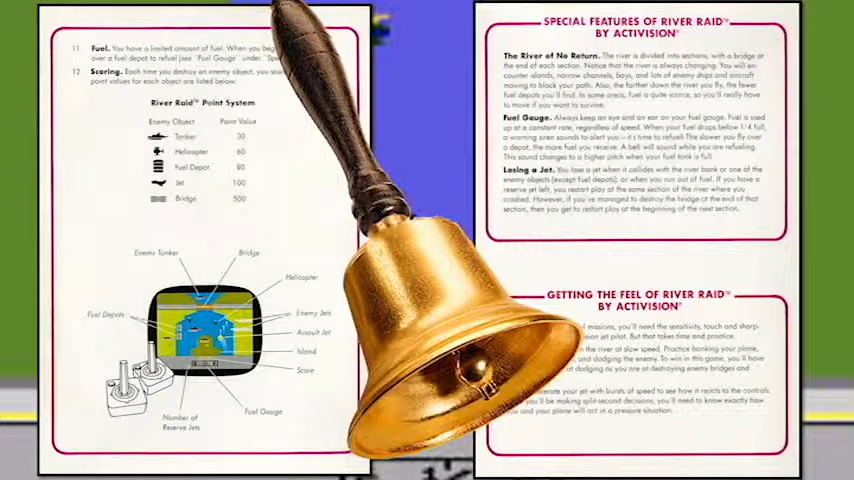 11 Fuel. You have a limited amount of fuel. When you
over a fuel depot to refuel (see "Fuel Gauge" under
12 Scoring. Each time you destroy an enemy object, you
point values for each object are listed below:
River Raid™ Point System
Enemy Object Point Value
Tanker 30
Helicopter 60
Fuel Depot 80
Jet 100
Bridge 500
Enemy Tanker
Bridge
Helicopter
Fuel Depots
Enemy Jets
Assault Jet
Island
Score
Fuel Gauge
Number of
Reserve Jets
SPECIAL FEATURES OF RIVER RAID™
BY ACTIVISION®
The River of No Return. The river is divided into sections, with a bridge
at the end of each section. Notice that the river is always changing. You will en-
counter islands, narrow channels, bays, and lots of enemy ships and aircraft
moving to block your path. Also, the farther down the river you fly, the fewer
fuel depots you'll find. In some areas, fuel is quite scarce, so you'll really have
to move if you want to survive.
Fuel Gauge. Always keep an eye and an ear on your fuel gauge. Fuel is used
up at a constant rate, regardless of speed. When your fuel drops below 1/4 full,
a warning siren sounds to alert you—it's time to refuel! The slower you fly over
a depot, the more fuel you receive. A bell will sound while you are refueling.
This sound changes to a higher pitch when your fuel tank is full.
Losing a Jet. You lose a jet when it collides with the river bank or one of the
enemy objects (except fuel depots), or when you run out of fuel. If you have a
reserve jet left, you restart play at the same section of the river where you
crashed. However, if you've managed to destroy the bridge at the end of that
section, then you get to restart play at the beginning of the next section.
GETTING THE FEEL OF RIVER RAID™
BY ACTIVISION®
missions, you'll need the sensitivity, touch and sharp-
jet pilot. But that takes time and practice.
the river at slow speed. Practice banking your plane,
and dodging the enemy. To win in this game, you'll have
at dodging as you are at destroying enemy bridges and
your jet with bursts of speed to see how it reacts to the controls
you'll be making split-second decisions, you'll need to know exactly how
and your plane will act in a pressure situation.